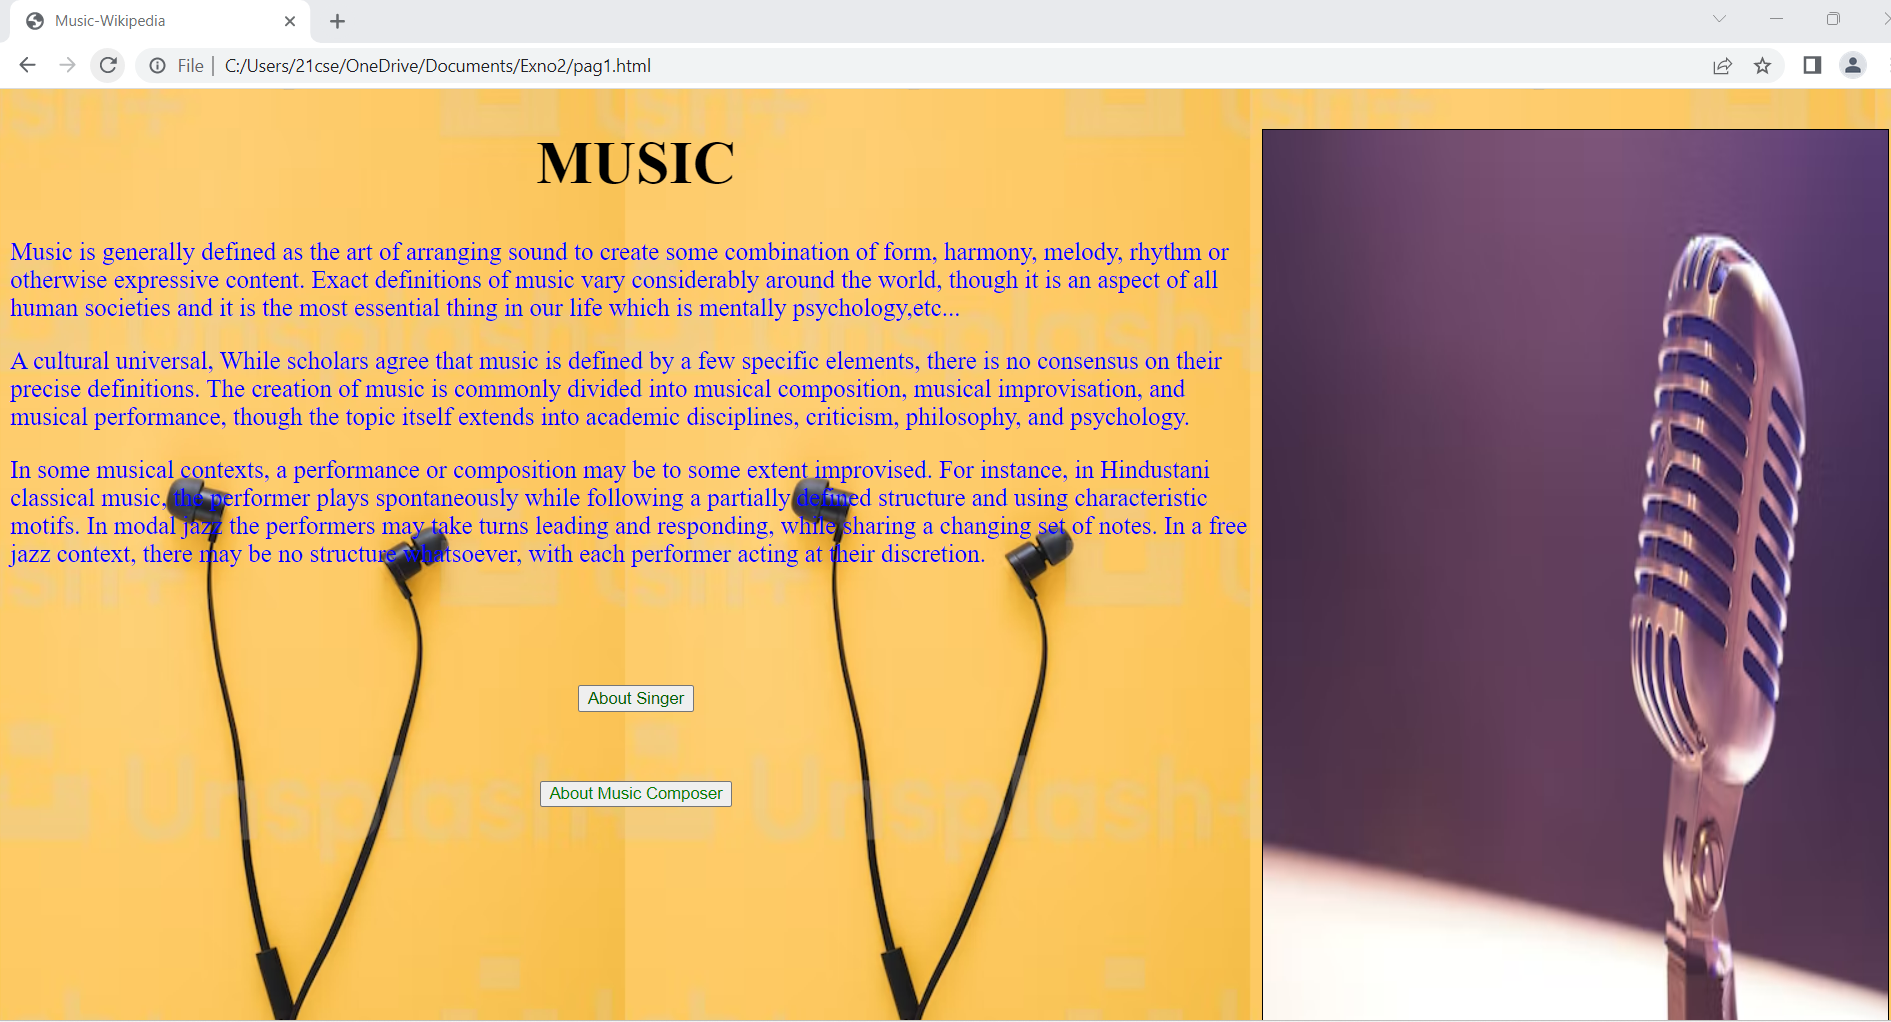 Music-Wikipedia
File | C:/Users/21cse/OneDrive/Documents/Exno2/pag1.html
MUSIC
Music is generally defined as the art of arranging sound to create some combination of form, harmony, melody, rhythm or
otherwise expressive content. Exact definitions of music vary considerably around the world, though it is an aspect of all
human societies and it is the most essential thing in our life which is mentally psychology,etc...
A cultural universal, While scholars agree that music is defined by a few specific elements, there is no consensus on their
precise definitions. The creation of music is commonly divided into musical composition, musical improvisation, and
musical performance, though the topic itself extends into academic disciplines, criticism, philosophy, and psychology.
In some musical contexts, a performance or composition may be to some extent improvised. For instance, in Hindustani
classical music, the performer plays spontaneously while following a partially defined structure and using characteristic
motifs. In modal jazz the performers may take turns leading and responding, while sharing a changing set of notes. In a free
jazz context, there may be no structure whatsoever, with each performer acting at their discretion.
About Singer
About Music Composer
Unsplash+ Unsplash+